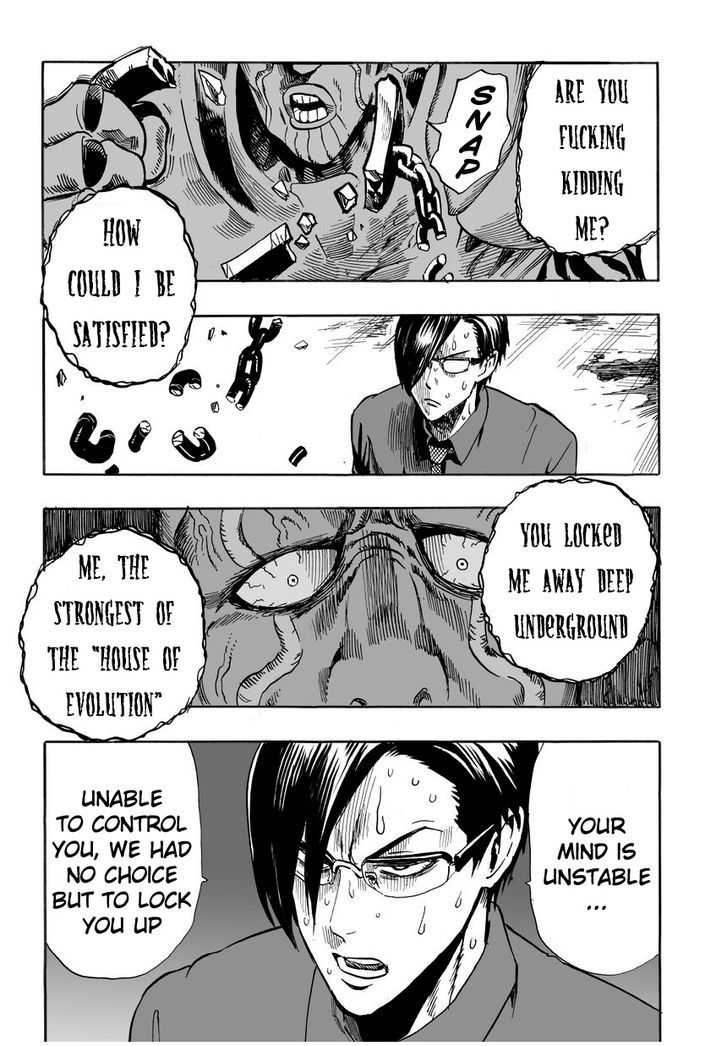 ARE YOU
FUCKING
KIDDING
ME?
SNAP
HOW
COULD I BE
SATISFIED?
YOU LOCKED
ME AWAY DEEP
UNDERGROUND
ME, THE
STRONGEST OF
THE "HOUSE OF
EVOLUTION"
YOUR
MIND IS
UNSTABLE
...
UNABLE
TO CONTROL
YOU, WE HAD
NO CHOICE
BUT TO LOCK
YOU UP